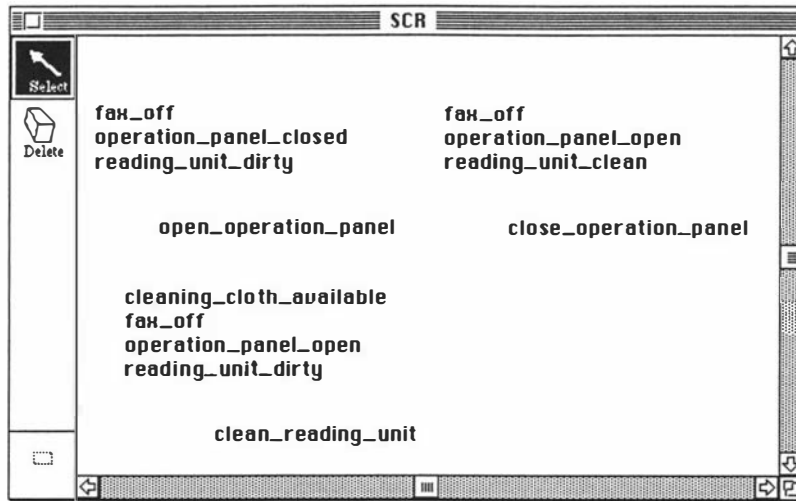 SCR
Select
Delete
fax_off
operation_panel_closed
reading_unit_dirty
open_operation_panel
fax_off
operation_panel_open
reading_unit_clean
close_operation_panel
cleaning_cloth_available
fax_off
operation_panel_open
reading_unit_dirty
clean_reading_unit